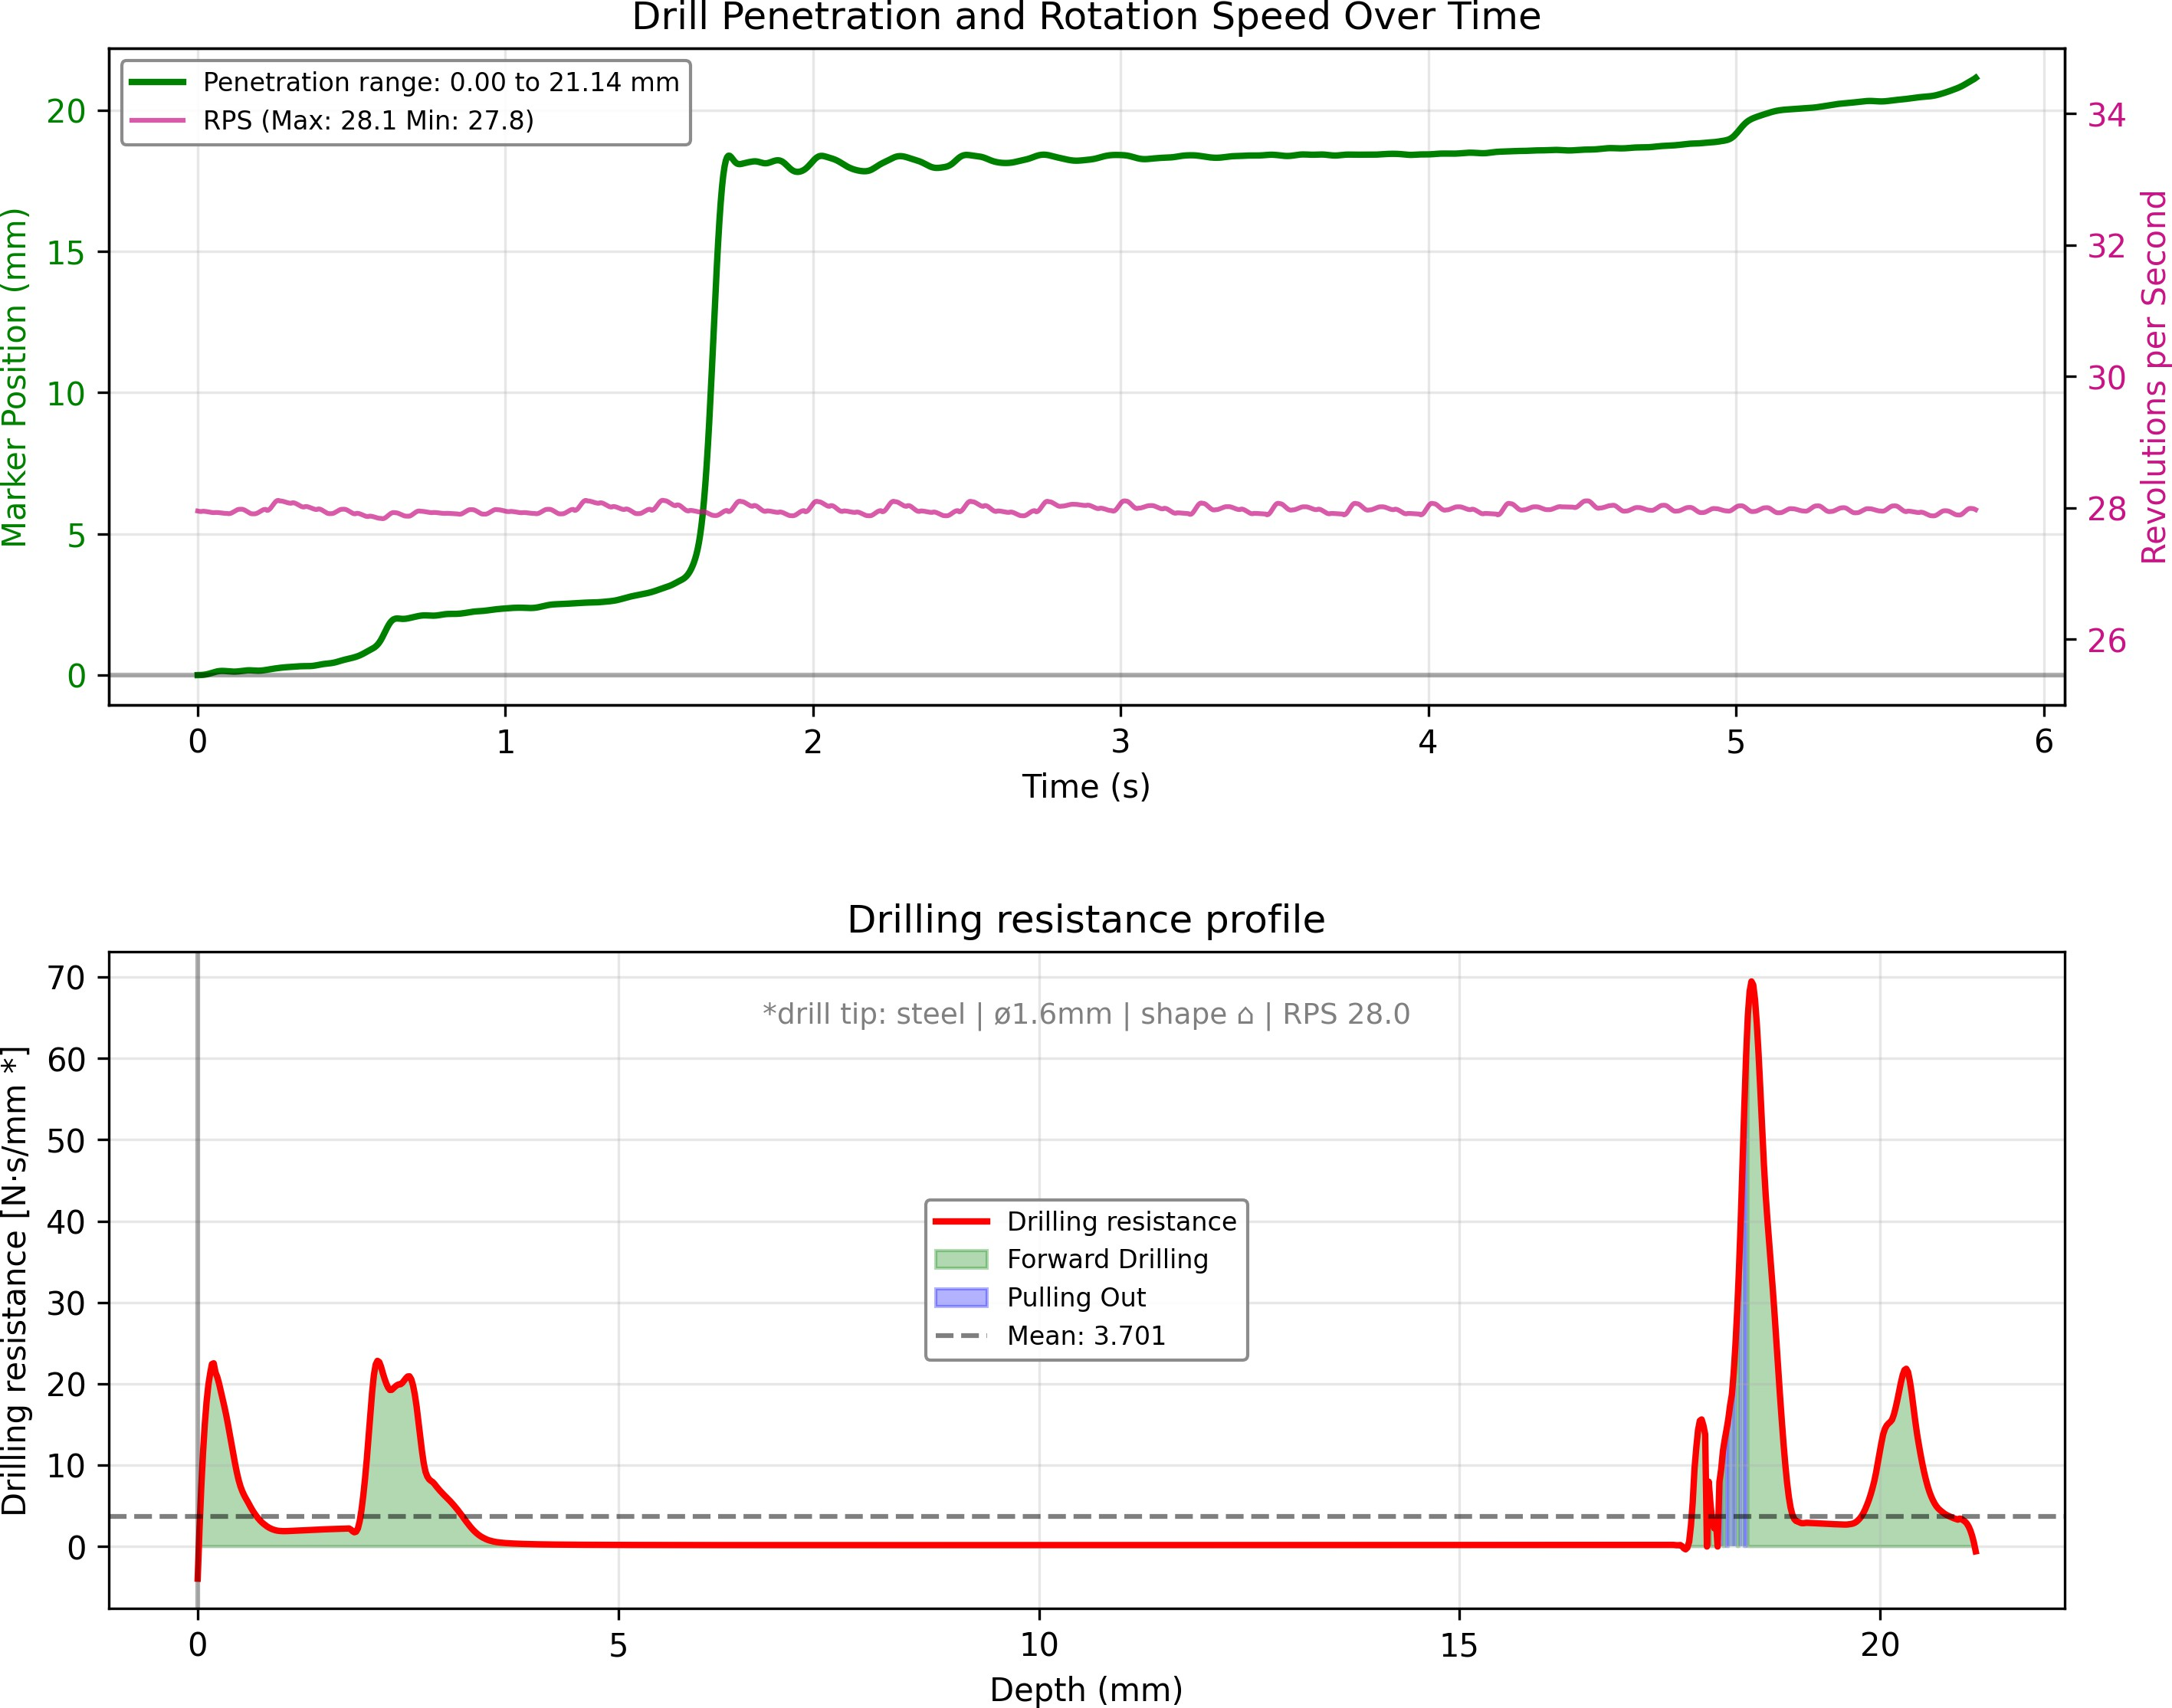 Drill Penetration and Rotation Speed Over Time
Penetration range: 0.00 to 21.14 mm
RPS (Max: 28.1 Min: 27.8)
Marker Position (mm)
20
15
10
5
0
Revolutions per Second
34
32
30
28
26
0 1 2 3 4 5 6
Time (s)
Drilling resistance profile
*drill tip: steel | ø1.6mm | shape ⌂ | RPS 28.0
Drilling resistance [N·s/mm *]
70
60
50
40
30
20
10
0
Drilling resistance
Forward Drilling
Pulling Out
Mean: 3.701
0 5 10 15 20
Depth (mm)